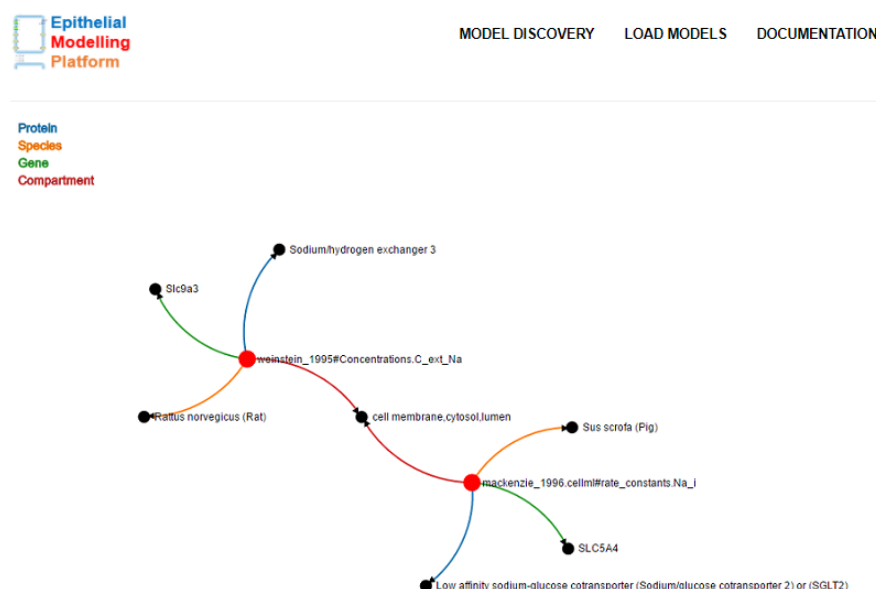 Epithelial
Modelling
Platform
MODEL DISCOVERY LOAD MODELS DOCUMENTATION
Protein
Species
Gene
Compartment
Sodium/hydrogen exchanger 3
Slc9a3
weinstein_1995#Concentrations.C_ext_Na
Rattus norvegicus (Rat)
cell membrane,cytosol,lumen
Sus scrofa (Pig)
mackenzie_1996.cellml#rate_constants.Na_i
SLC5A4
Low affinity sodium-glucose cotransporter (Sodium/glucose cotransporter 2) or (SGLT2)